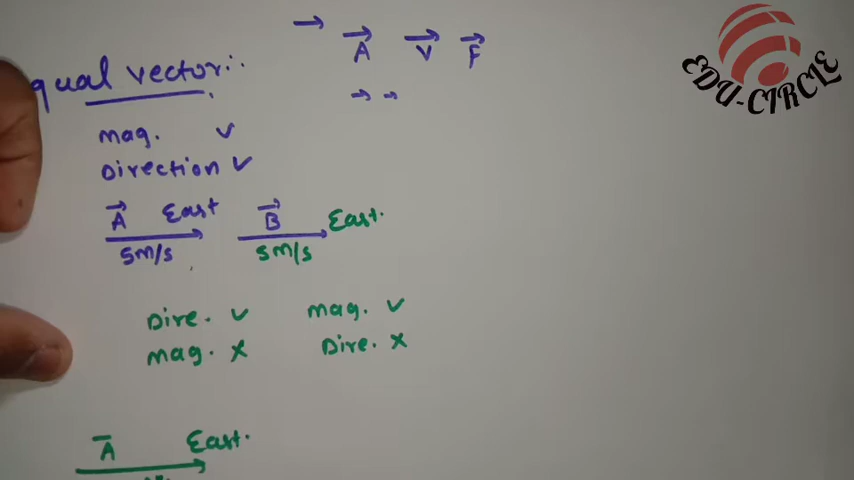 A V F
qual vector:.
mag. ✓
Direction ✓
A East B East.
5m/s 5m/s
Dire. ✓ mag. ✓
mag. ✗ Dire. ✗
A East.
EDU-CIRCLE